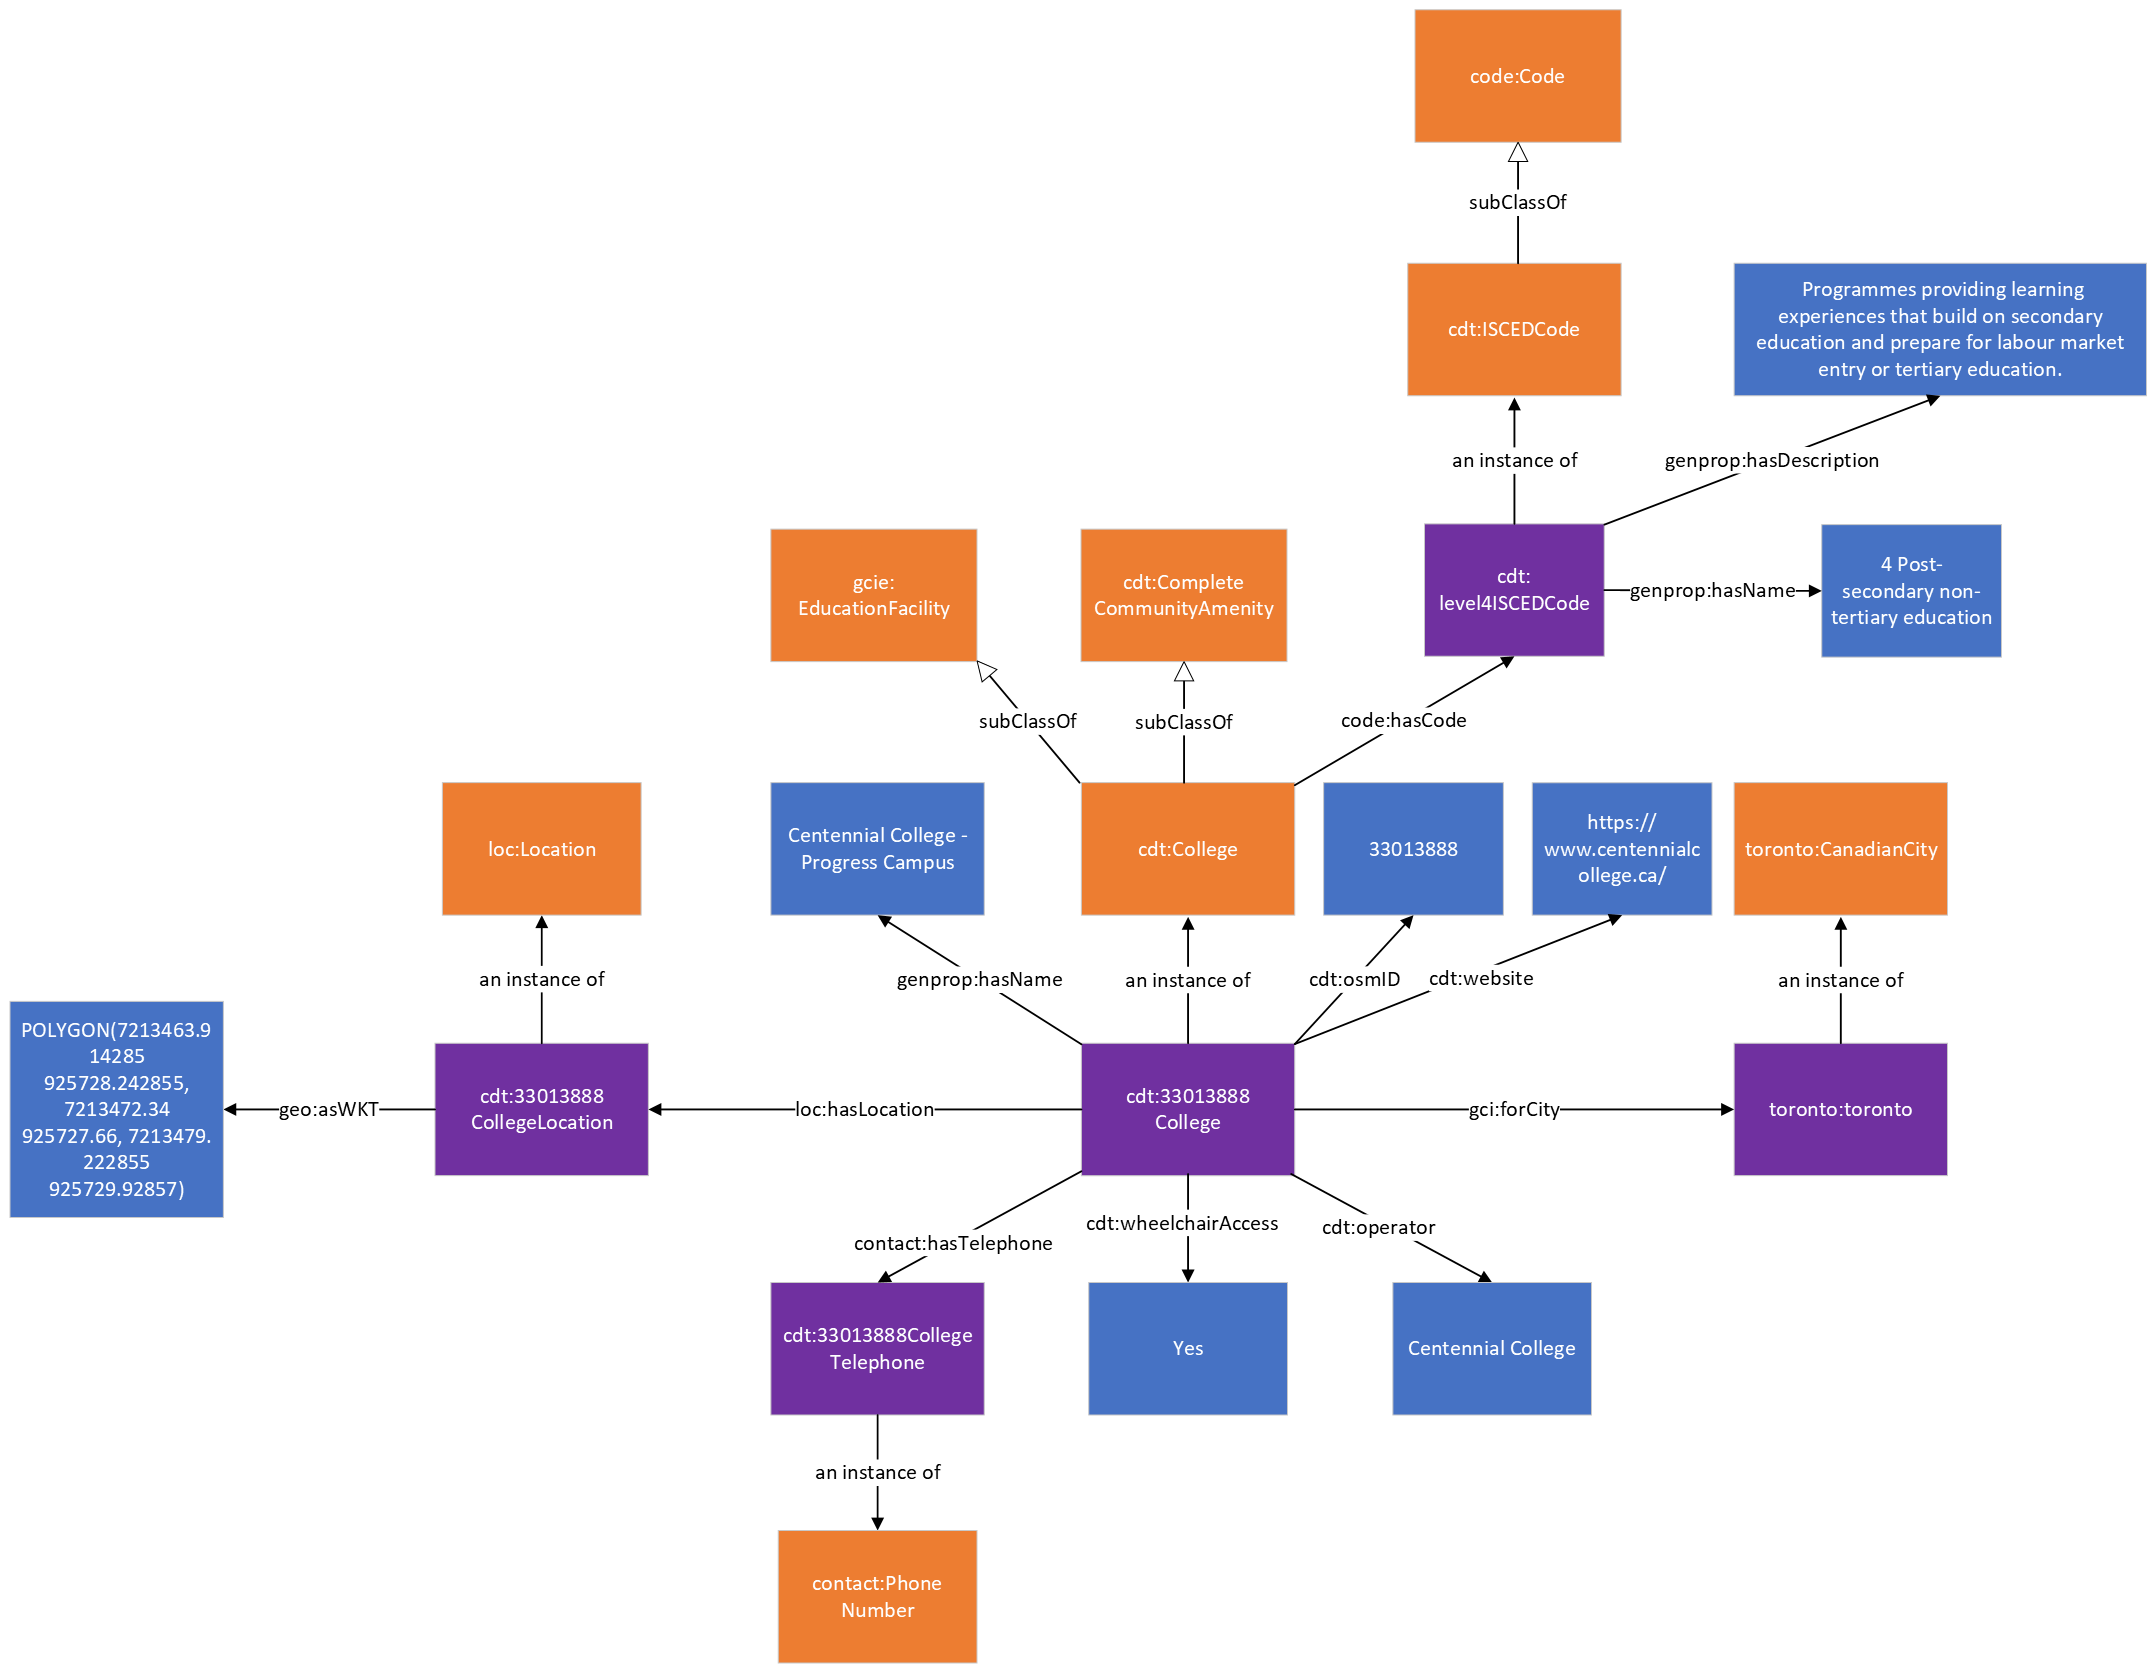 code:Code
subClassOf
cdt:ISCEDCode
Programmes providing learning
experiences that build on secondary
education and prepare for labour market
entry or tertiary education.
an instance of
genprop:hasDescription
gcie:
EducationFacility
cdt:Complete
CommunityAmenity
cdt:
level4ISCEDCode
genprop:hasName
4 Post-
secondary non-
tertiary education
subClassOf
subClassOf
code:hasCode
loc:Location
Centennial College -
Progress Campus
cdt:College
33013888
https://
www.centennialc
ollege.ca/
toronto:CanadianCity
an instance of
genprop:hasName
an instance of
cdt:osmID
cdt:website
an instance of
POLYGON(7213463.9
14285
925728.242855,
7213472.34
925727.66, 7213479.
222855
925729.92857)
geo:asWKT
cdt:33013888
CollegeLocation
loc:hasLocation
cdt:33013888
College
gci:forCity
toronto:toronto
contact:hasTelephone
cdt:wheelchairAccess
cdt:operator
cdt:33013888College
Telephone
Yes
Centennial College
an instance of
contact:Phone
Number